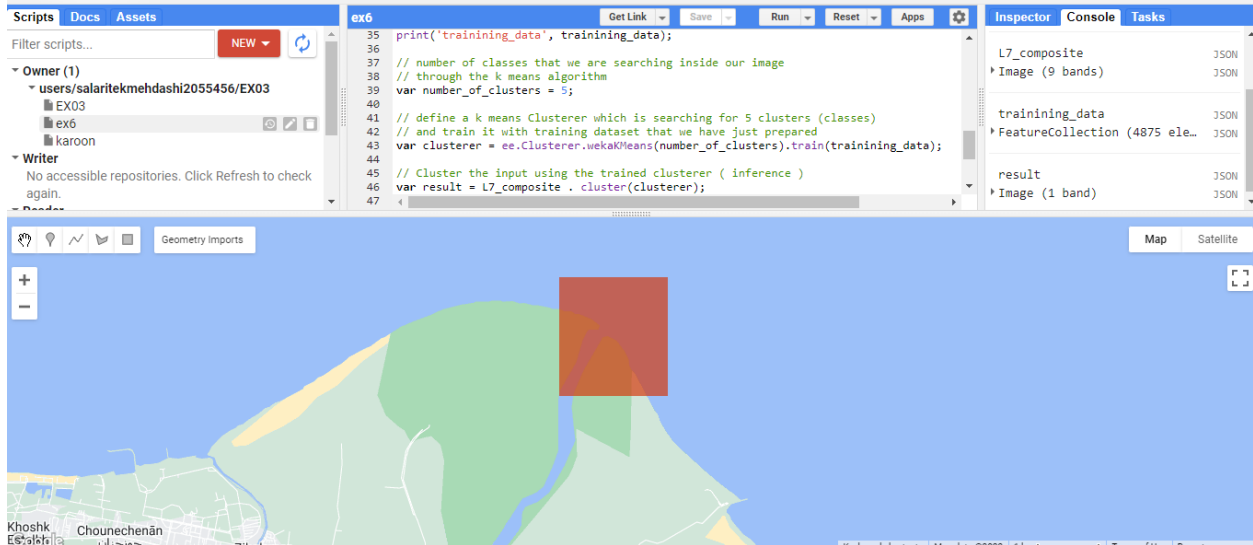 Scripts Docs Assets
Filter scripts...
NEW
Owner (1)
users/salaritekmehdashi2055456/EX03
EX03
ex6
karoon
Writer
No accessible repositories. Click Refresh to check
again.
ex6
Get Link
Save
Run
Reset
Apps
35 print('trainining_data', trainining_data);
36
37 // number of classes that we are searching inside our image
38 // through the k means algorithm
39 var number_of_clusters = 5;
40
41 // define a k means Clusterer which is searching for 5 clusters (classes)
42 // and train it with training dataset that we have just prepared
43 var clusterer = ee.Clusterer.wekaKMeans(number_of_clusters).train(trainining_data);
44
45 // Cluster the input using the trained clusterer ( inference )
46 var result = L7_composite . cluster(clusterer);
47
Inspector Console Tasks
L7_composite JSON
Image (9 bands) JSON
trainining_data JSON
FeatureCollection (4875 ele… JSON
result JSON
Image (1 band) JSON
Geometry Imports
Map Satellite
+
−
Khoshk
Chounechenān